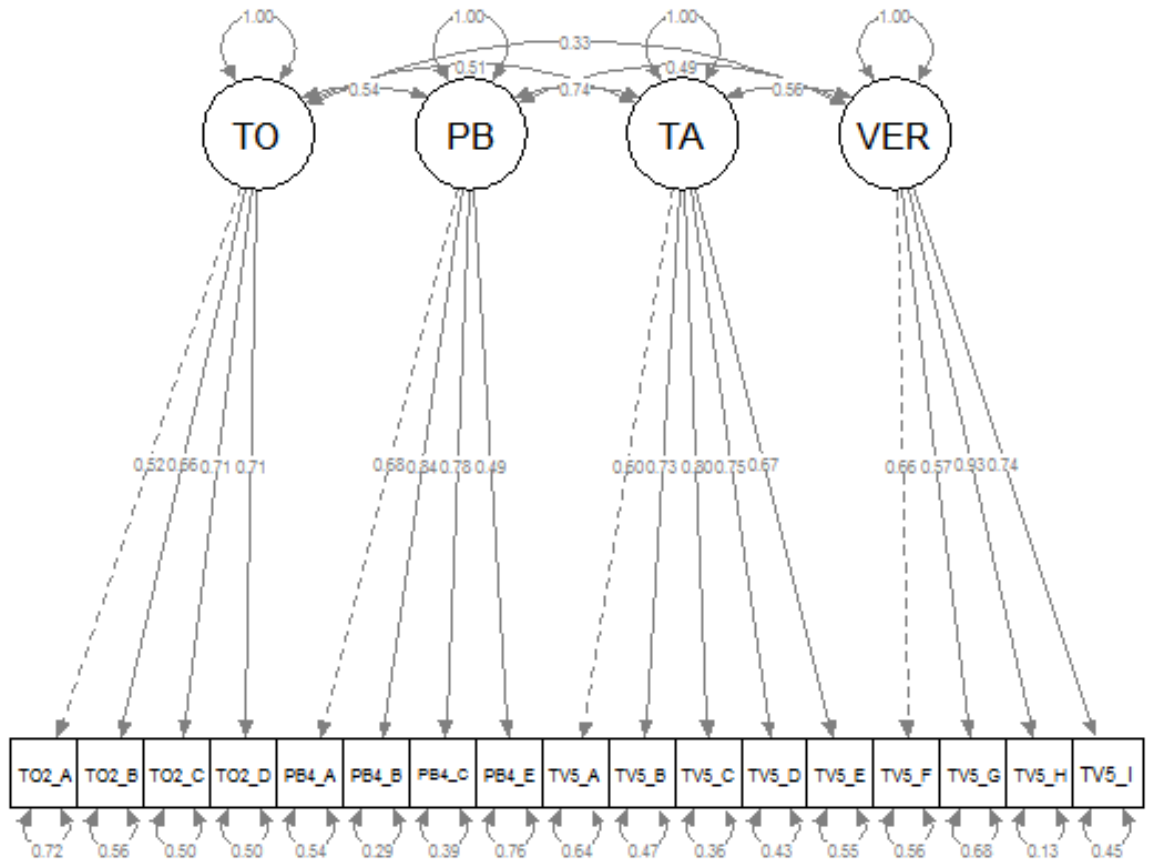 1.00 1.00 1.00 1.00
0.33
0.51 0.49
0.54 0.74 0.56
TO PB TA VER
0.52 0.66 0.71 0.71 0.68 0.84 0.78 0.49 0.60 0.73 0.80 0.75 0.67 0.66 0.57 0.93 0.74
TO2_A TO2_B TO2_C TO2_D PB4_A PB4_B PB4_C PB4_E TV5_A TV5_B TV5_C TV5_D TV5_E TV5_F TV5_G TV5_H TV5_I
0.72 0.56 0.50 0.50 0.54 0.29 0.39 0.76 0.64 0.47 0.36 0.43 0.55 0.56 0.68 0.13 0.45